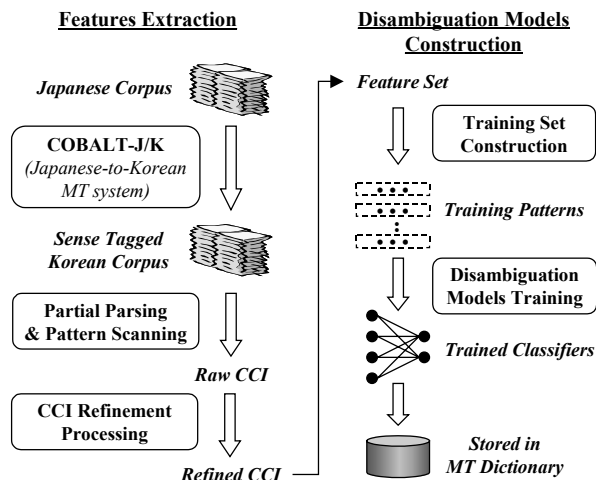 Features Extraction
Japanese Corpus
COBALT-J/K
(Japanese-to-Korean
MT system)
Sense Tagged
Korean Corpus
Partial Parsing
& Pattern Scanning
Raw CCI
CCI Refinement
Processing
Refined CCI
Disambiguation Models
Construction
Feature Set
Training Set
Construction
Training Patterns
Disambiguation
Models Training
Trained Classifiers
Stored in
MT Dictionary